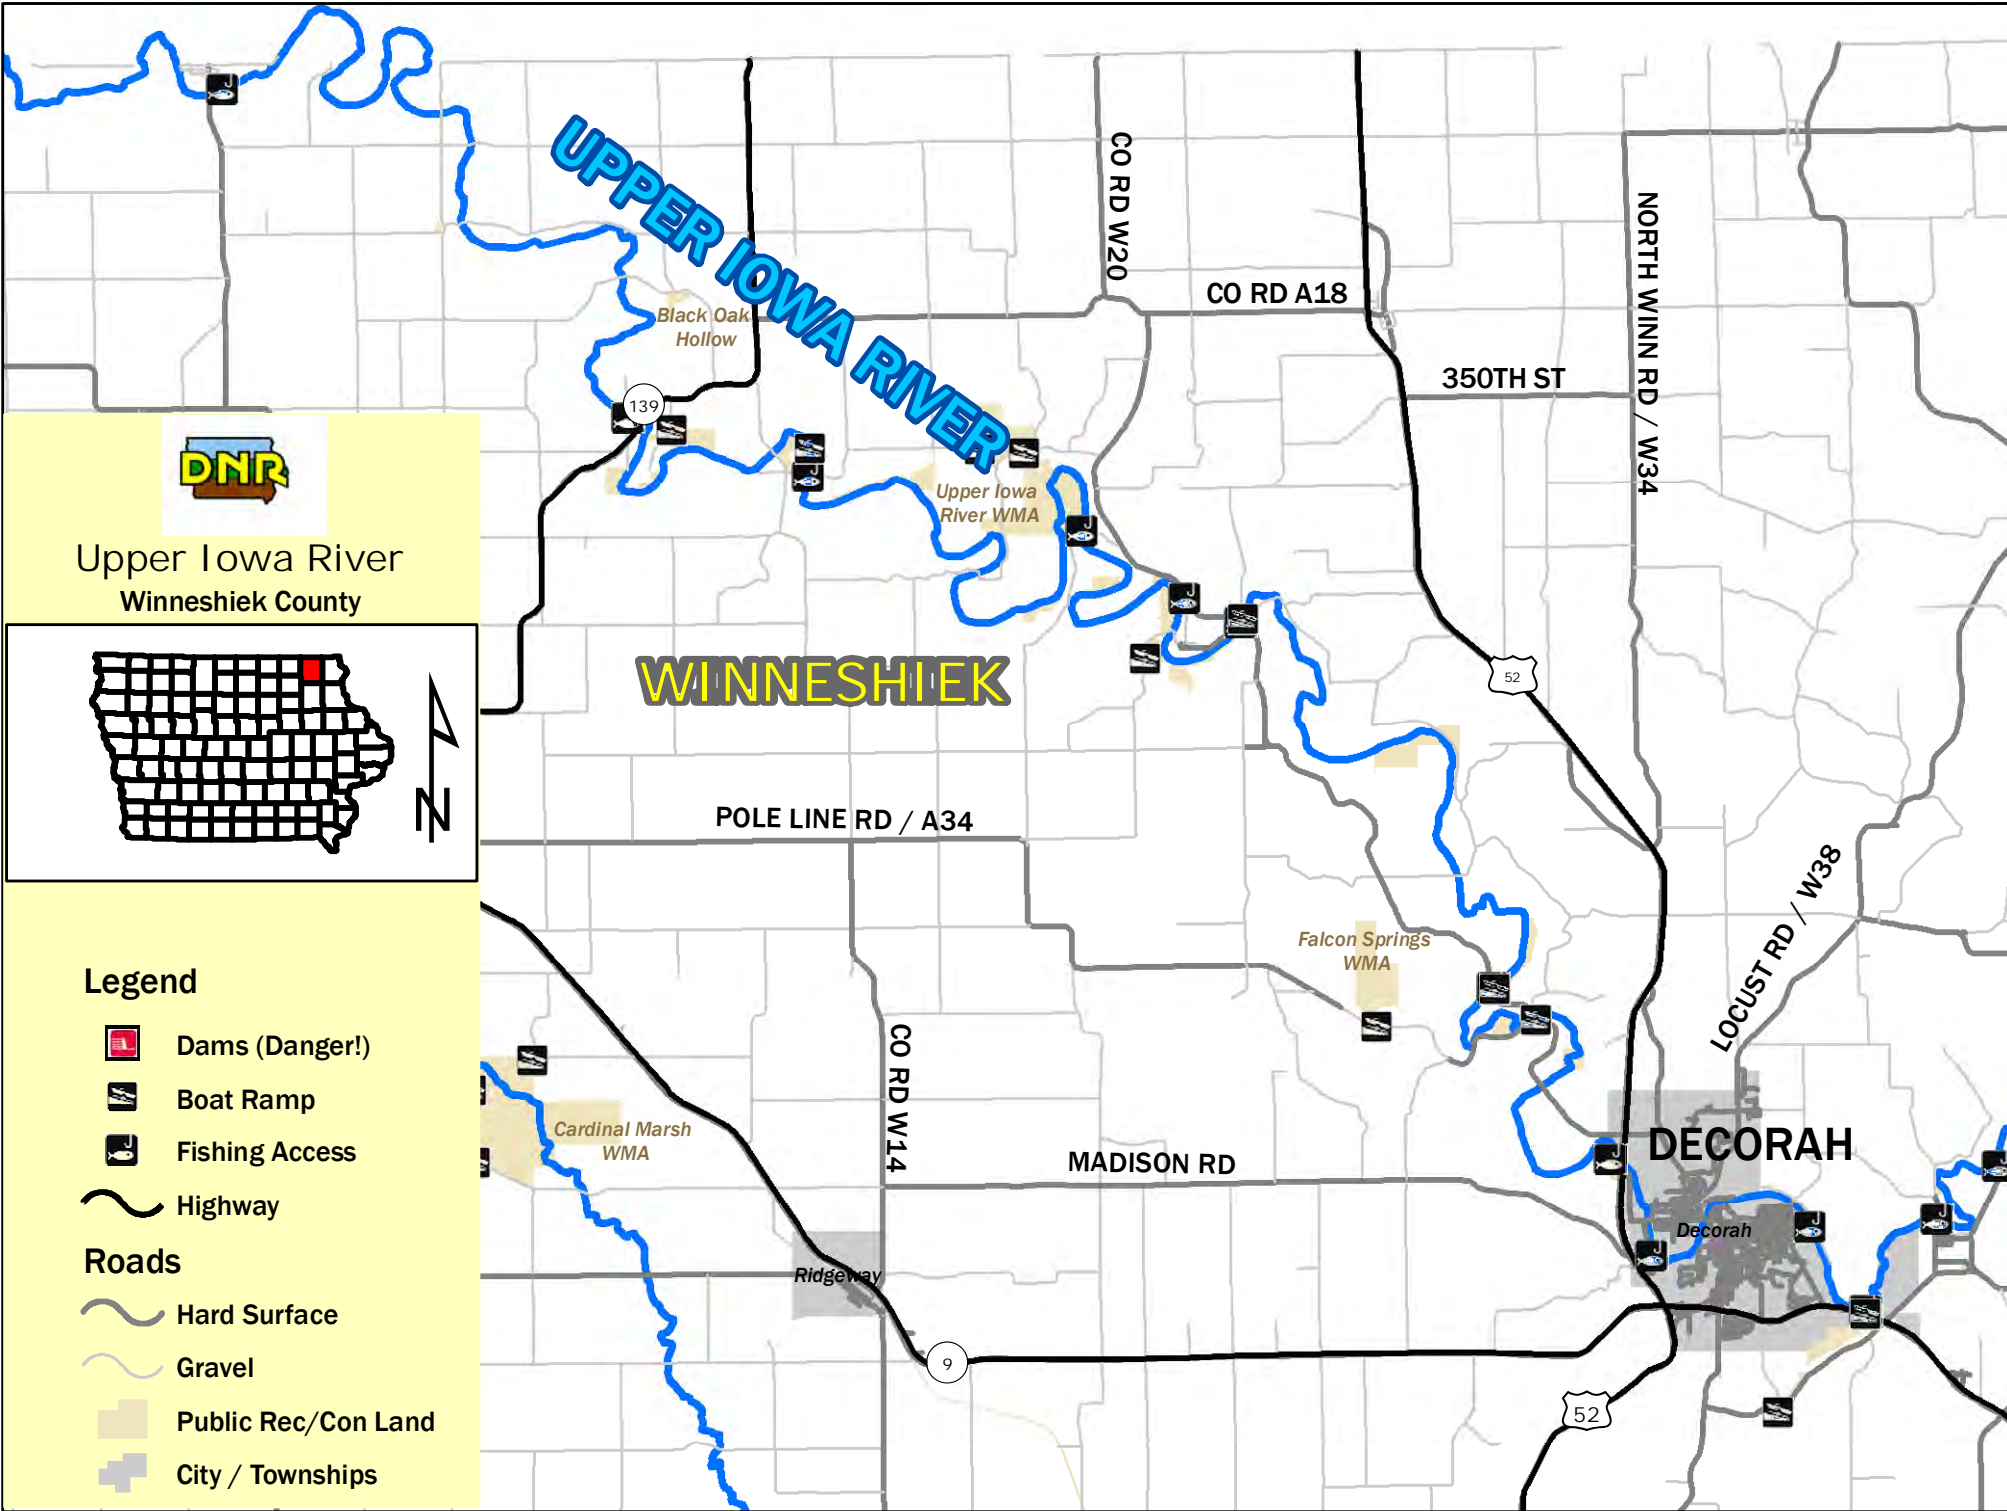 UPPER IOWA RIVER
CO RD W20
CO RD A18
NORTH WINN RD / W34
350TH ST
Black Oak
Hollow
139
Upper Iowa
River WMA
DNR
Upper Iowa River
Winneshiek County
N
WINNESHIEK
52
POLE LINE RD / A34
LOCUST RD / W38
Falcon Springs
WMA
CO RD W14
Cardinal Marsh
WMA
MADISON RD
DECORAH
Decorah
Ridgeway
9
52
Legend
Dams (Danger!)
Boat Ramp
Fishing Access
Highway
Roads
Hard Surface
Gravel
Public Rec/Con Land
City / Townships